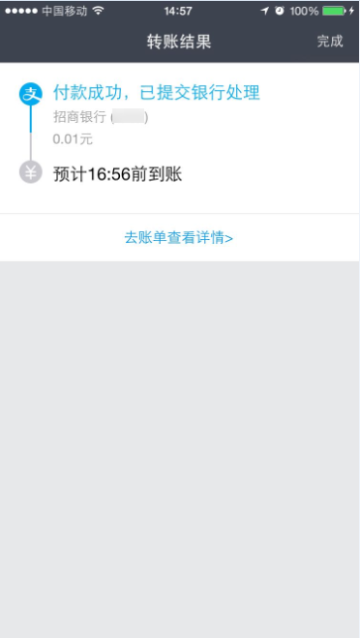 中国移动 14:57 100%
转账结果 完成
支 付款成功，已提交银行处理
招商银行 ( )
0.01元
¥ 预计16:56前到账
去账单查看详情>